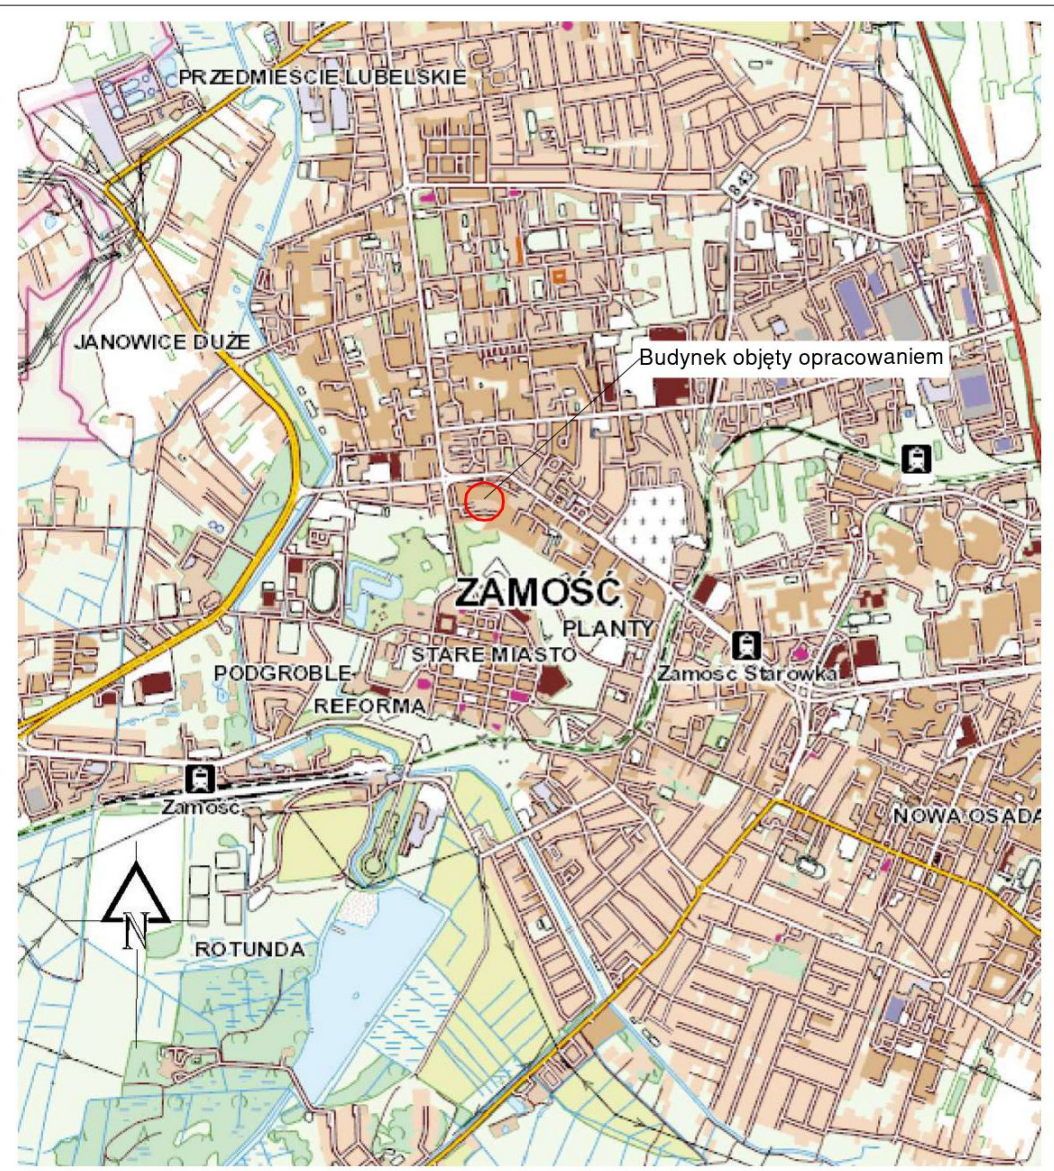 PRZEDMIEŚCIE LUBELSKIE
843
JANOWICE DUŻE
Budynek objęty opracowaniem
ZAMOŚĆ
PLANTY
STARE MIASTO
PODGROBLE
Zamość Starówka
REFORMA
Zamość
NOWA OSADA
N
ROTUNDA